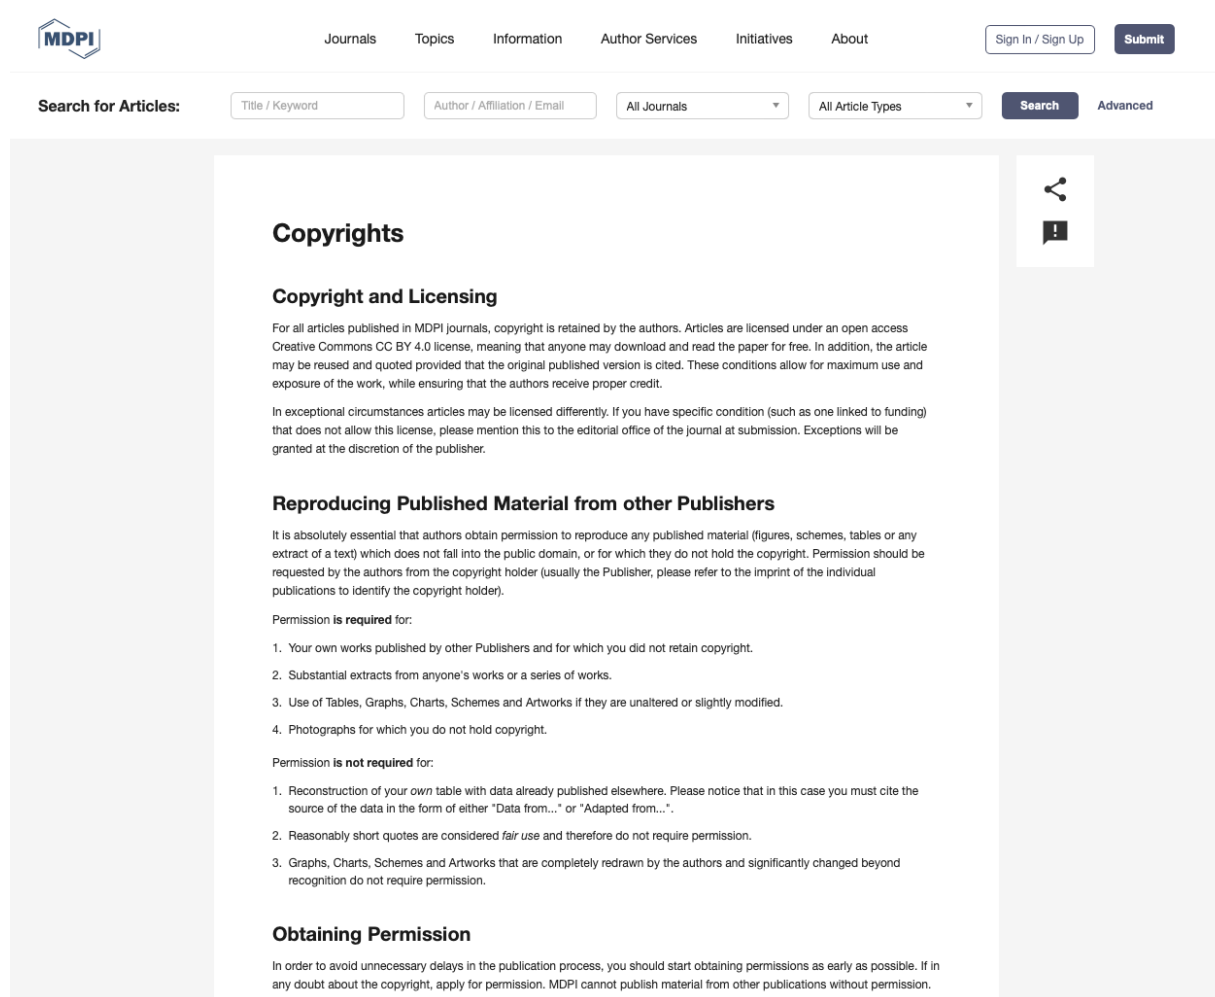 MDPI
Journals Topics Information Author Services Initiatives About Sign In / Sign Up Submit
Search for Articles: Title / Keyword Author / Affiliation / Email All Journals All Article Types Search Advanced
Copyrights
Copyright and Licensing
For all articles published in MDPI journals, copyright is retained by the authors. Articles are licensed under an open access
Creative Commons CC BY 4.0 license, meaning that anyone may download and read the paper for free. In addition, the article
may be reused and quoted provided that the original published version is cited. These conditions allow for maximum use and
exposure of the work, while ensuring that the authors receive proper credit.
In exceptional circumstances articles may be licensed differently. If you have specific condition (such as one linked to funding)
that does not allow this license, please mention this to the editorial office of the journal at submission. Exceptions will be
granted at the discretion of the publisher.
Reproducing Published Material from other Publishers
It is absolutely essential that authors obtain permission to reproduce any published material (figures, schemes, tables or any
extract of a text) which does not fall into the public domain, or for which they do not hold the copyright. Permission should be
requested by the authors from the copyright holder (usually the Publisher, please refer to the imprint of the individual
publications to identify the copyright holder).
Permission is required for:
1. Your own works published by other Publishers and for which you did not retain copyright.
2. Substantial extracts from anyone's works or a series of works.
3. Use of Tables, Graphs, Charts, Schemes and Artworks if they are unaltered or slightly modified.
4. Photographs for which you do not hold copyright.
Permission is not required for:
1. Reconstruction of your own table with data already published elsewhere. Please notice that in this case you must cite the
source of the data in the form of either "Data from..." or "Adapted from...".
2. Reasonably short quotes are considered fair use and therefore do not require permission.
3. Graphs, Charts, Schemes and Artworks that are completely redrawn by the authors and significantly changed beyond
recognition do not require permission.
Obtaining Permission
In order to avoid unnecessary delays in the publication process, you should start obtaining permissions as early as possible. If in
any doubt about the copyright, apply for permission. MDPI cannot publish material from other publications without permission.